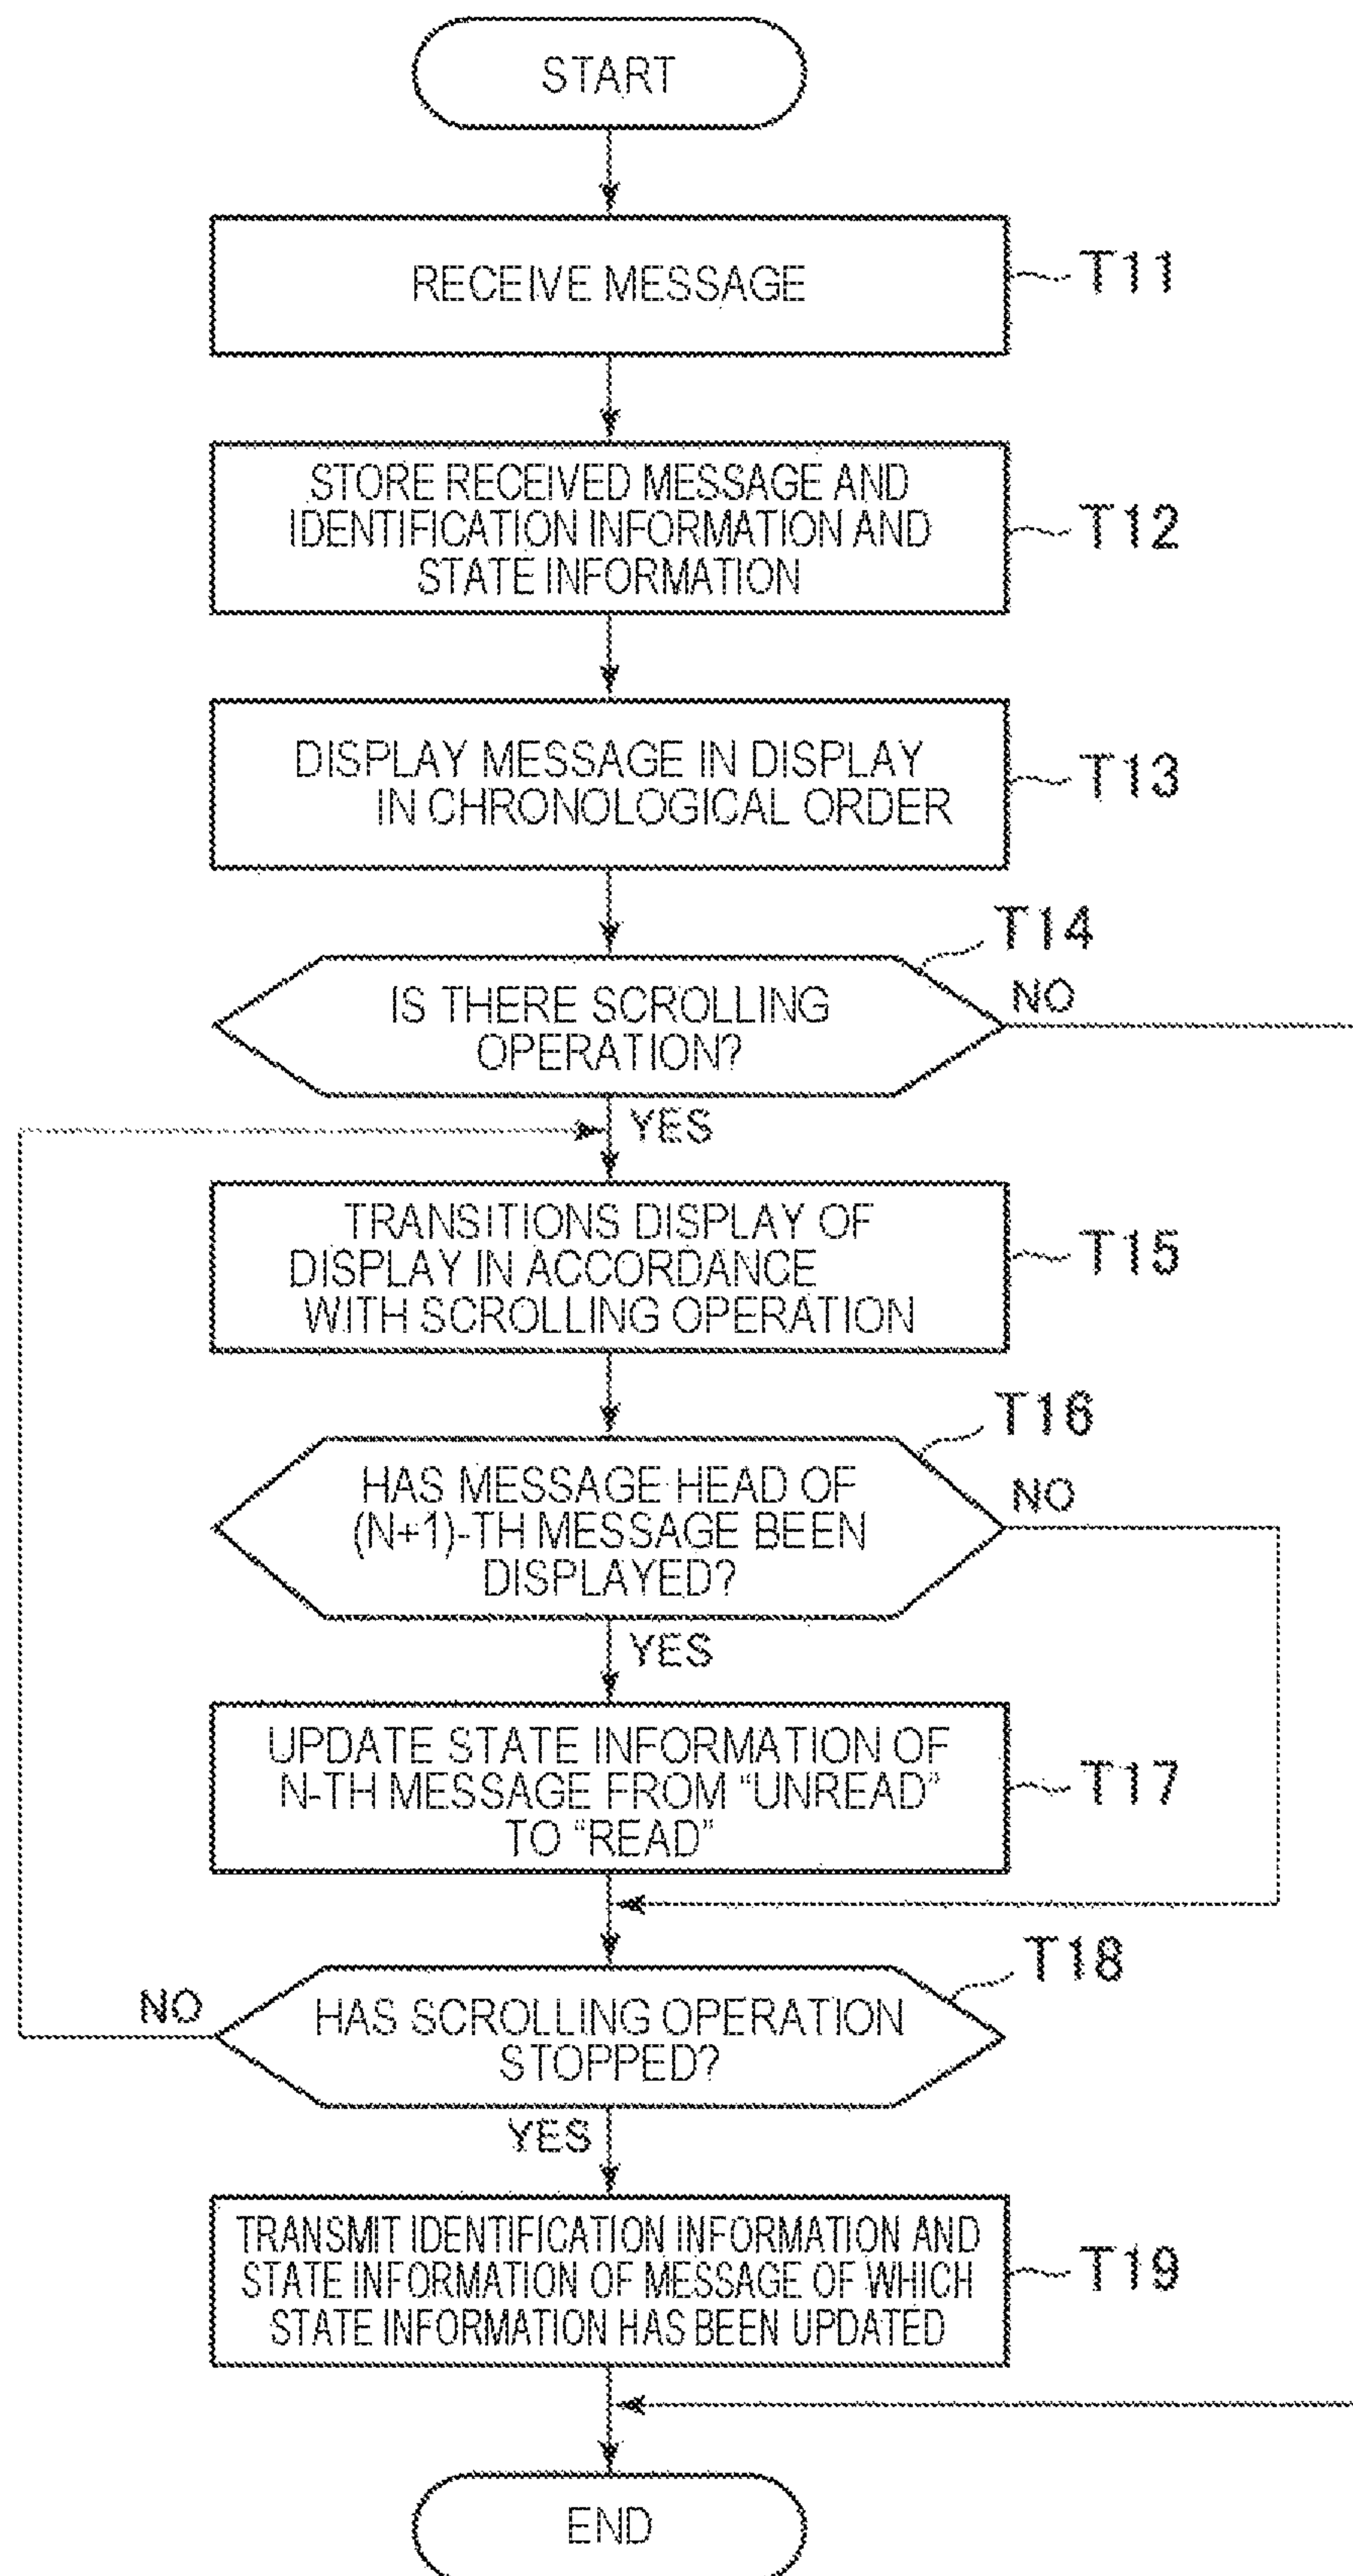 START
RECEIVE MESSAGE
T11
STORE RECEIVED MESSAGE AND
IDENTIFICATION INFORMATION AND
STATE INFORMATION
T12
DISPLAY MESSAGE IN DISPLAY
IN CHRONOLOGICAL ORDER
T13
T14
IS THERE SCROLLING
OPERATION?
NO
YES
TRANSITIONS DISPLAY OF
DISPLAY IN ACCORDANCE
WITH SCROLLING OPERATION
T15
T16
HAS MESSAGE HEAD OF
(N+1)-TH MESSAGE BEEN
DISPLAYED?
NO
YES
UPDATE STATE INFORMATION OF
N-TH MESSAGE FROM “UNREAD”
TO “READ”
T17
T18
NO
HAS SCROLLING OPERATION
STOPPED?
YES
TRANSMIT IDENTIFICATION INFORMATION AND
STATE INFORMATION OF MESSAGE OF WHICH
STATE INFORMATION HAS BEEN UPDATED
T19
END